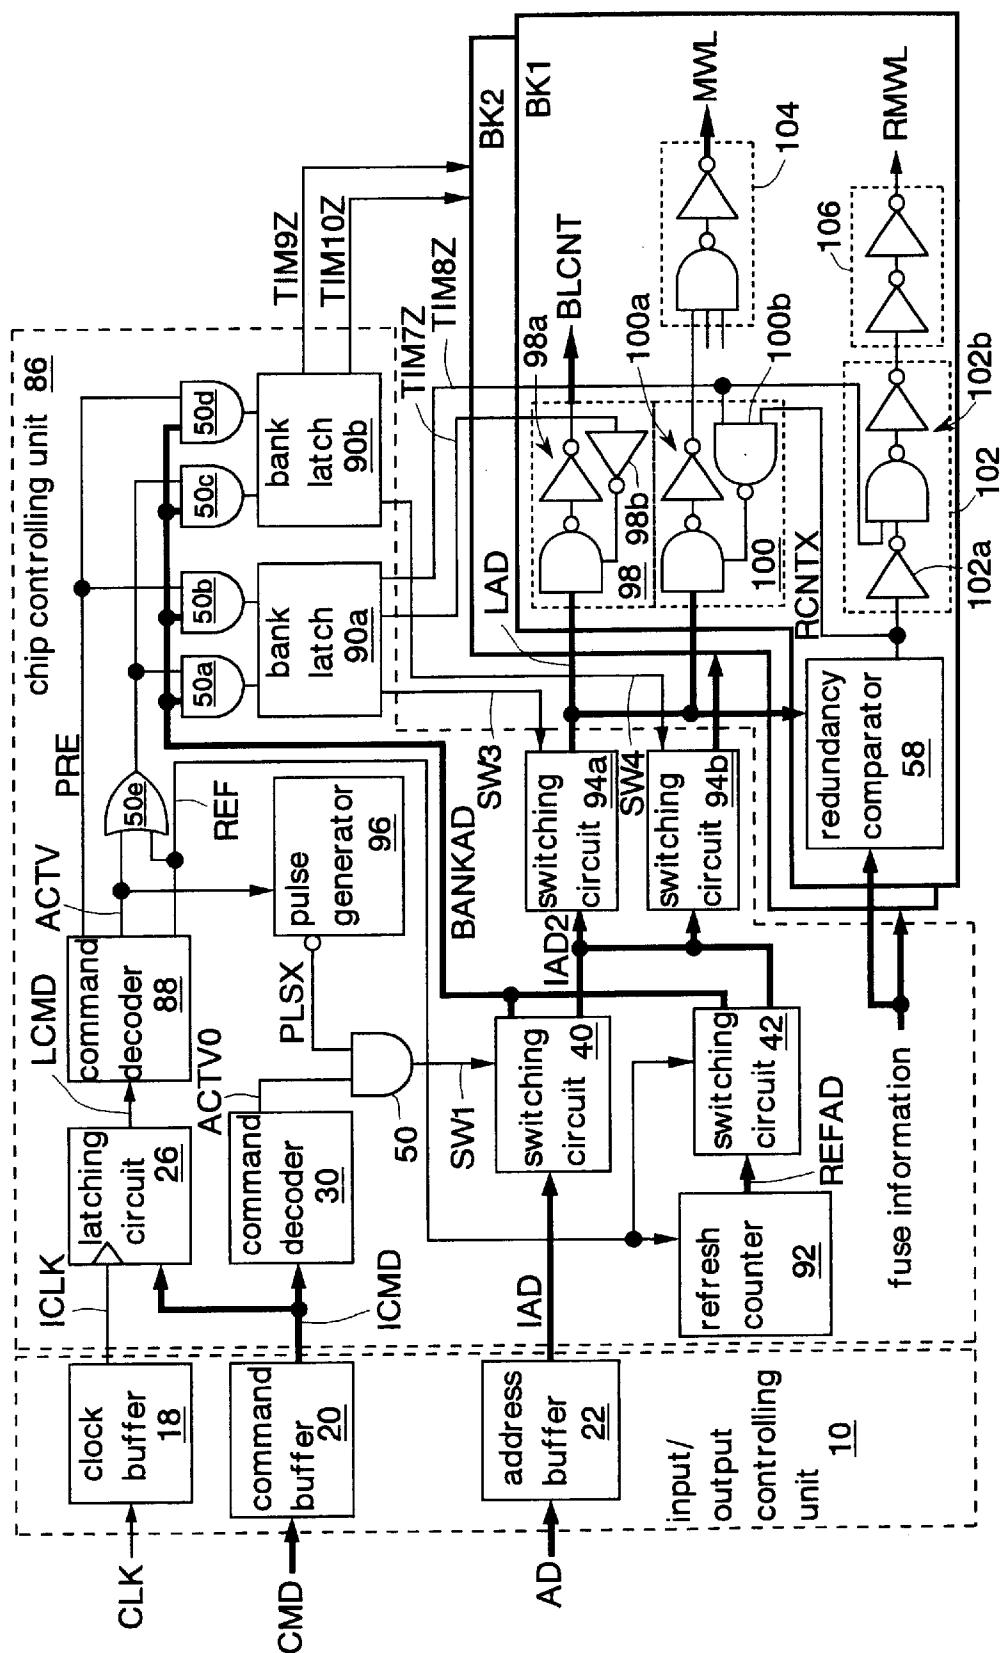 CLK
CMD
AD
clock
buffer
18
command
buffer
20
address
buffer
22
input/
output
controlling
unit
10
chip controlling unit 86
ICLK
ICMD
IAD
latching
circuit
26
LCMD
command
decoder
88
command
decoder
30
ACTV0
ACTV
PRE
REF
50e
pulse
generator
96
PLSX
50
SW1
switching
circuit 40
switching
circuit 42
refresh
counter
92
REFAD
fuse information
BANKAD
IAD2
50a
50b
50c
50d
bank
latch
90a
bank
latch
90b
SW3
SW4
switching
circuit 94a
switching
circuit 94b
TIM9Z
TIM10Z
TIM7Z
TIM8Z
BK2
BK1
LAD
98
98a
98b
BLCNT
100
100a
100b
MWL
104
RCNTX
redundancy
comparator
58
102a
102
102b
106
RMWL